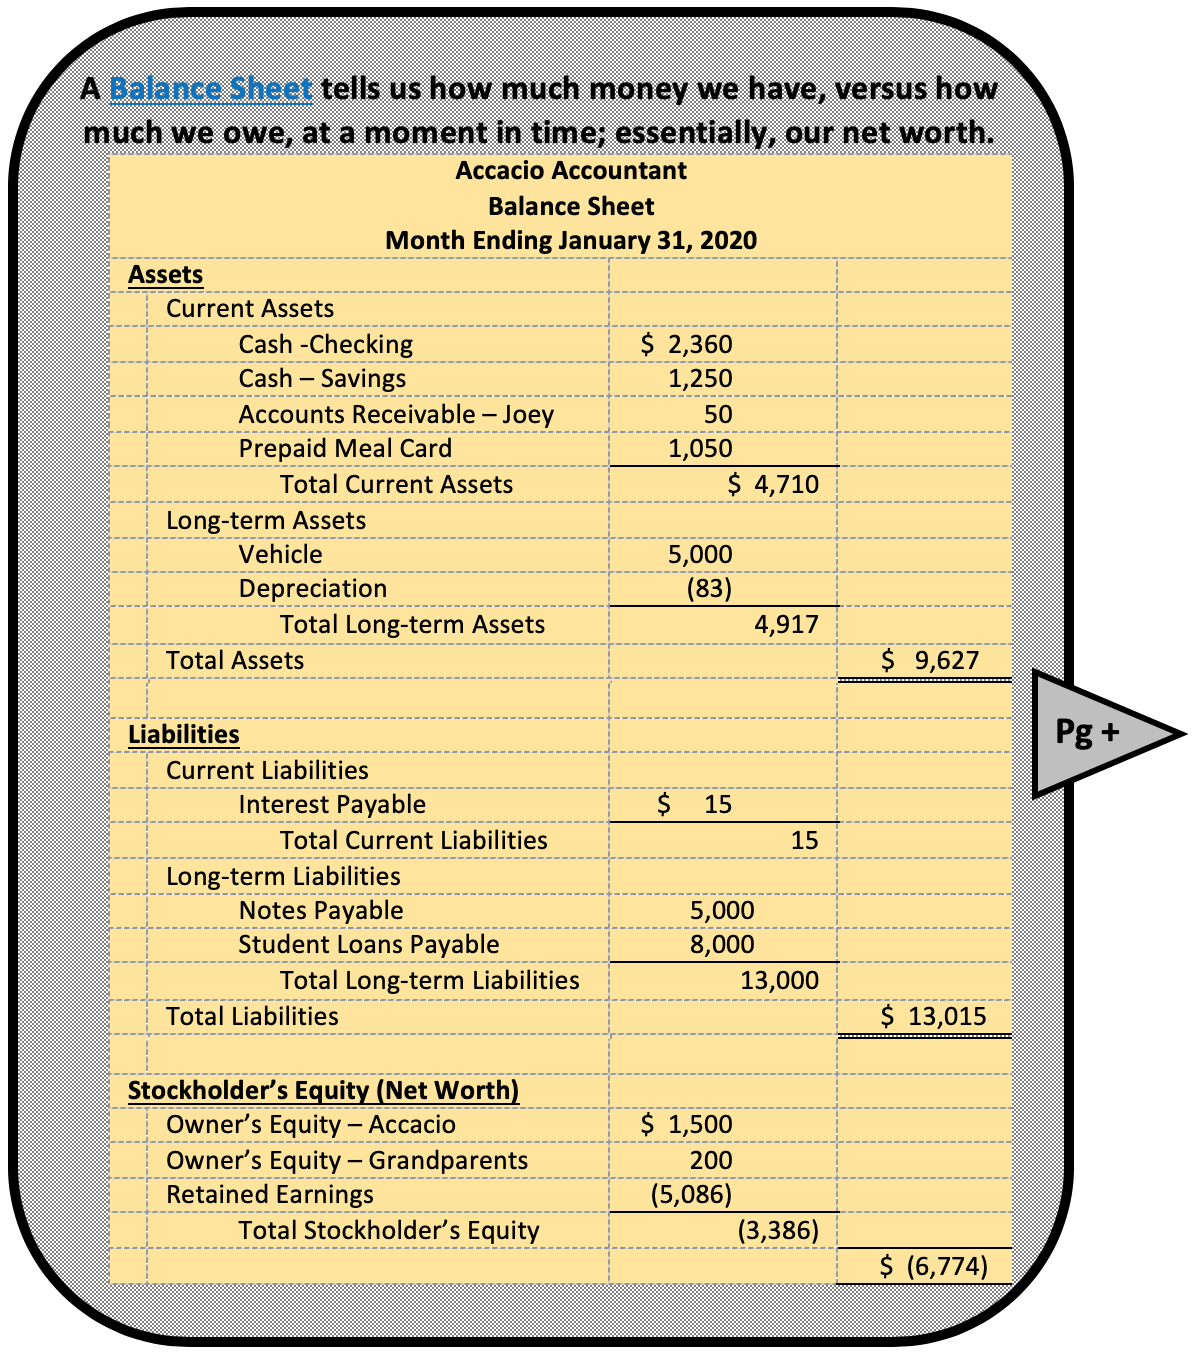 A Balance Sheet tells us how much money we have, versus how
much we owe, at a moment in time; essentially, our net worth.
Accacio Accountant
Balance Sheet
Month Ending January 31, 2020
Assets
Current Assets
Cash -Checking $ 2,360
Cash – Savings 1,250
Accounts Receivable – Joey 50
Prepaid Meal Card 1,050
Total Current Assets $ 4,710
Long-term Assets
Vehicle 5,000
Depreciation (83)
Total Long-term Assets 4,917
Total Assets $ 9,627
Pg +
Liabilities
Current Liabilities
Interest Payable $ 15
Total Current Liabilities 15
Long-term Liabilities
Notes Payable 5,000
Student Loans Payable 8,000
Total Long-term Liabilities 13,000
Total Liabilities $ 13,015
Stockholder’s Equity (Net Worth)
Owner’s Equity – Accacio $ 1,500
Owner’s Equity – Grandparents 200
Retained Earnings (5,086)
Total Stockholder’s Equity (3,386)
$ (6,774)